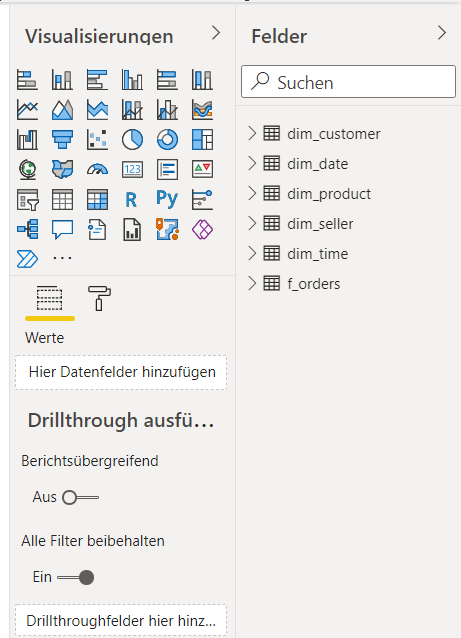 Visualisierungen
Felder
Suchen
123
R
Py
dim_customer
dim_date
dim_product
dim_seller
dim_time
f_orders
Werte
Hier Datenfelder hinzufügen
Drillthrough ausfü...
Berichtsübergreifend
Aus
Alle Filter beibehalten
Ein
Drillthroughfelder hier hinz...